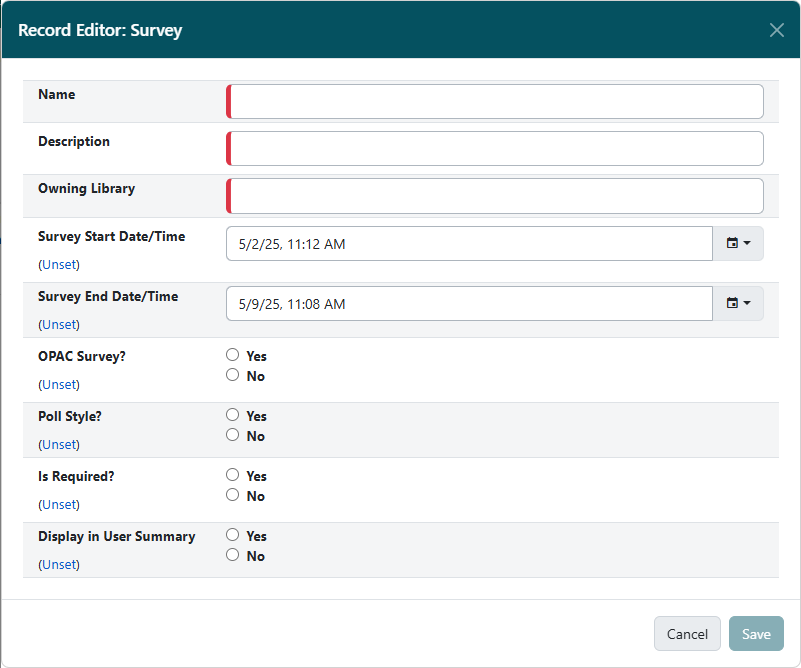 Record Editor: Survey
Name
Description
Owning Library
Survey Start Date/Time
5/2/25, 11:12 AM
(Unset)
Survey End Date/Time
5/9/25, 11:08 AM
(Unset)
OPAC Survey?
Yes
No
(Unset)
Poll Style?
Yes
No
(Unset)
Is Required?
Yes
No
(Unset)
Display in User Summary
Yes
No
(Unset)
Cancel
Save